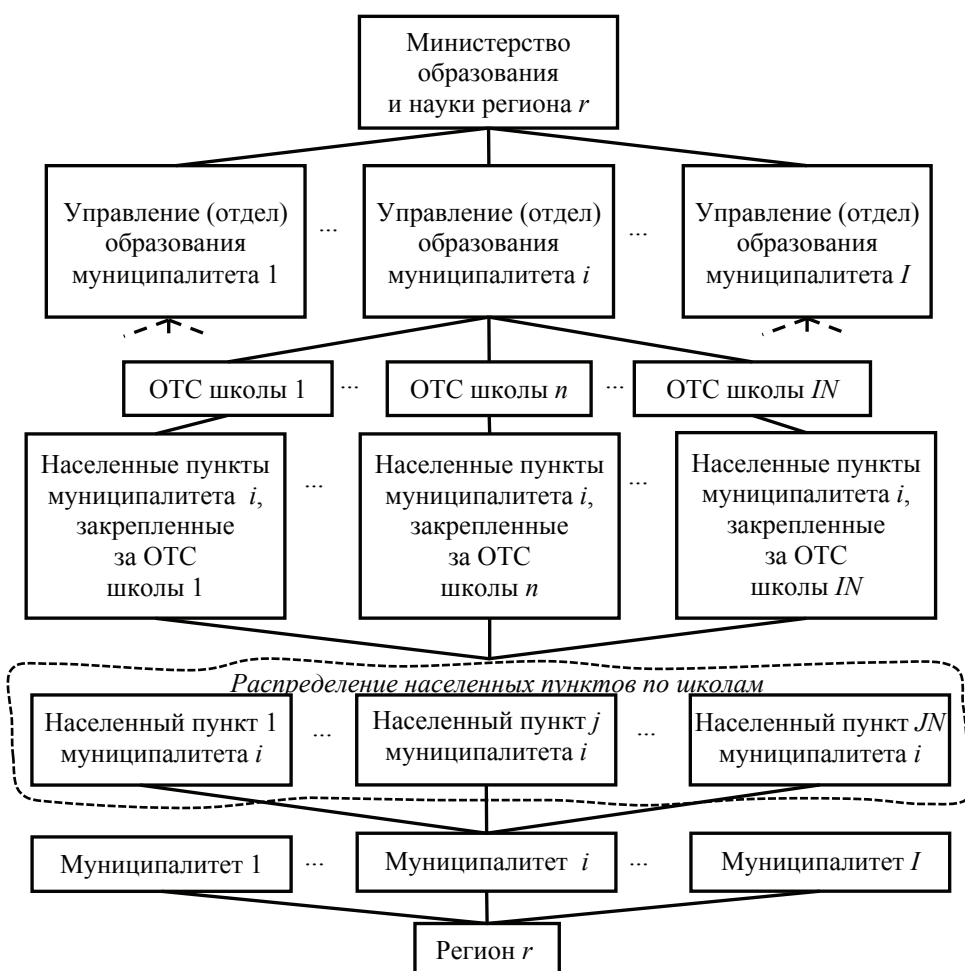 Министерство
образования
и науки региона r
Управление (отдел)
образования
муниципалитета 1
...
Управление (отдел)
образования
муниципалитета i
...
Управление (отдел)
образования
муниципалитета I
ОТС школы 1
...
ОТС школы n
...
ОТС школы IN
Населенные пункты
муниципалитета i,
закрепленные
за ОТС
школы 1
...
Населенные пункты
муниципалитета i,
закрепленные
за ОТС
школы n
...
Населенные пункты
муниципалитета i,
закрепленные
за ОТС
школы IN
Распределение населенных пунктов по школам
Населенный пункт 1
муниципалитета i
...
Населенный пункт j
муниципалитета i
...
Населенный пункт JN
муниципалитета i
Муниципалитет 1
...
Муниципалитет i
...
Муниципалитет I
Регион r